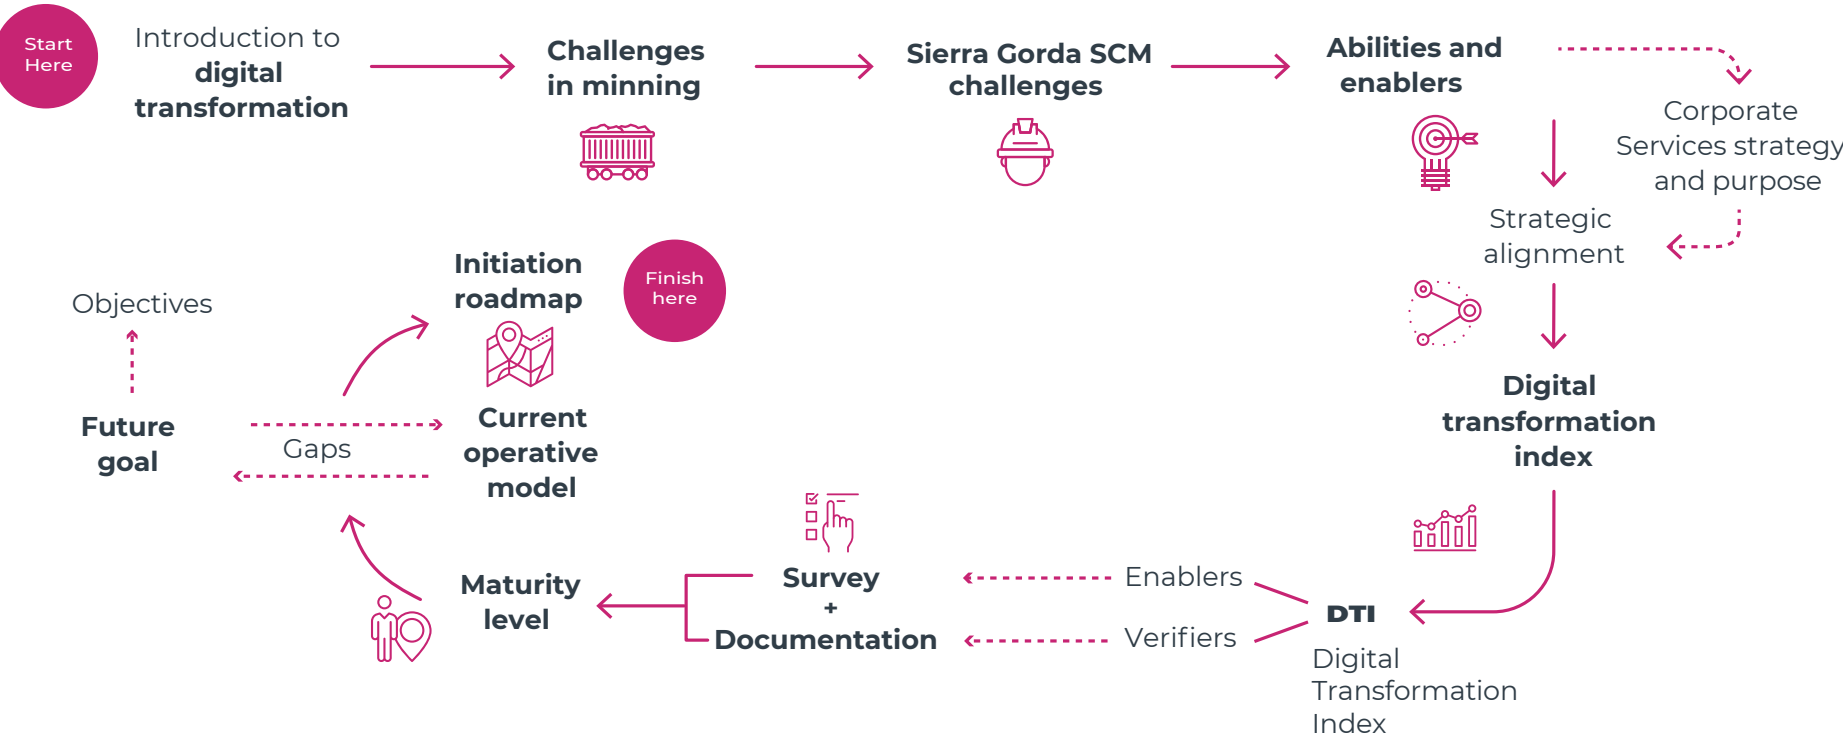 Start
Here
Introduction to
digital
transformation
Challenges
in minning
Sierra Gorda SCM
challenges
Abilities and
enablers
Corporate
Services strategy
and purpose
Strategic
alignment
Digital
transformation
index
DTI
Digital
Transformation
Index
Enablers
Verifiers
Survey
+
Documentation
Maturity
level
Gaps
Future
goal
Objectives
Current
operative
model
Initiation
roadmap
Finish
here